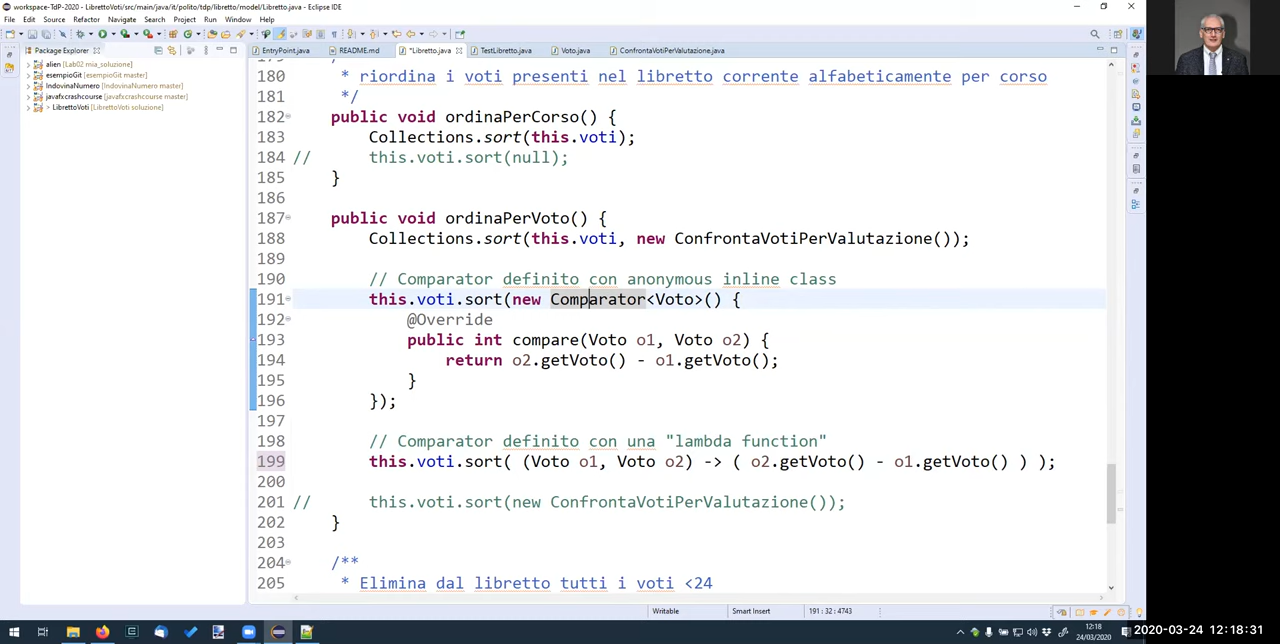 workspace-TdP-2020 - LibrettoVoti/src/main/java/it/polito/tdp/libretto/model/Libretto.java - Eclipse IDE
File Edit Source Refactor Navigate Search Project Run Window Help
Package Explorer
EntryPoint.java README.md *Libretto.java TestLibretto.java Voto.java ConfrontaVotiPerValutazione.java
alien [Lab02 mia_soluzione]
esempioGit [esempioGit master]
IndovinaNumero [IndovinaNumero master]
javafxcrashcourse [javafxcrashcourse master]
> LibrettoVoti [LibrettoVoti soluzione]
180 * riordina i voti presenti nel libretto corrente alfabeticamente per corso
181 */
182 public void ordinaPerCorso() {
183 Collections.sort(this.voti);
184 // this.voti.sort(null);
185 }
186
187 public void ordinaPerVoto() {
188 Collections.sort(this.voti, new ConfrontaVotiPerValutazione());
189
190 // Comparator definito con anonymous inline class
191 this.voti.sort(new Comparator<Voto>() {
192 @Override
193 public int compare(Voto o1, Voto o2) {
194 return o2.getVoto() - o1.getVoto();
195 }
196 });
197
198 // Comparator definito con una "lambda function"
199 this.voti.sort( (Voto o1, Voto o2) -> ( o2.getVoto() - o1.getVoto() ) );
200
201 // this.voti.sort(new ConfrontaVotiPerValutazione());
202 }
203
204 /**
205 * Elimina dal libretto tutti i voti <24
Writable Smart Insert 191 : 32 : 4743
12:18
24/03/2020
2020-03-24 12:18:31